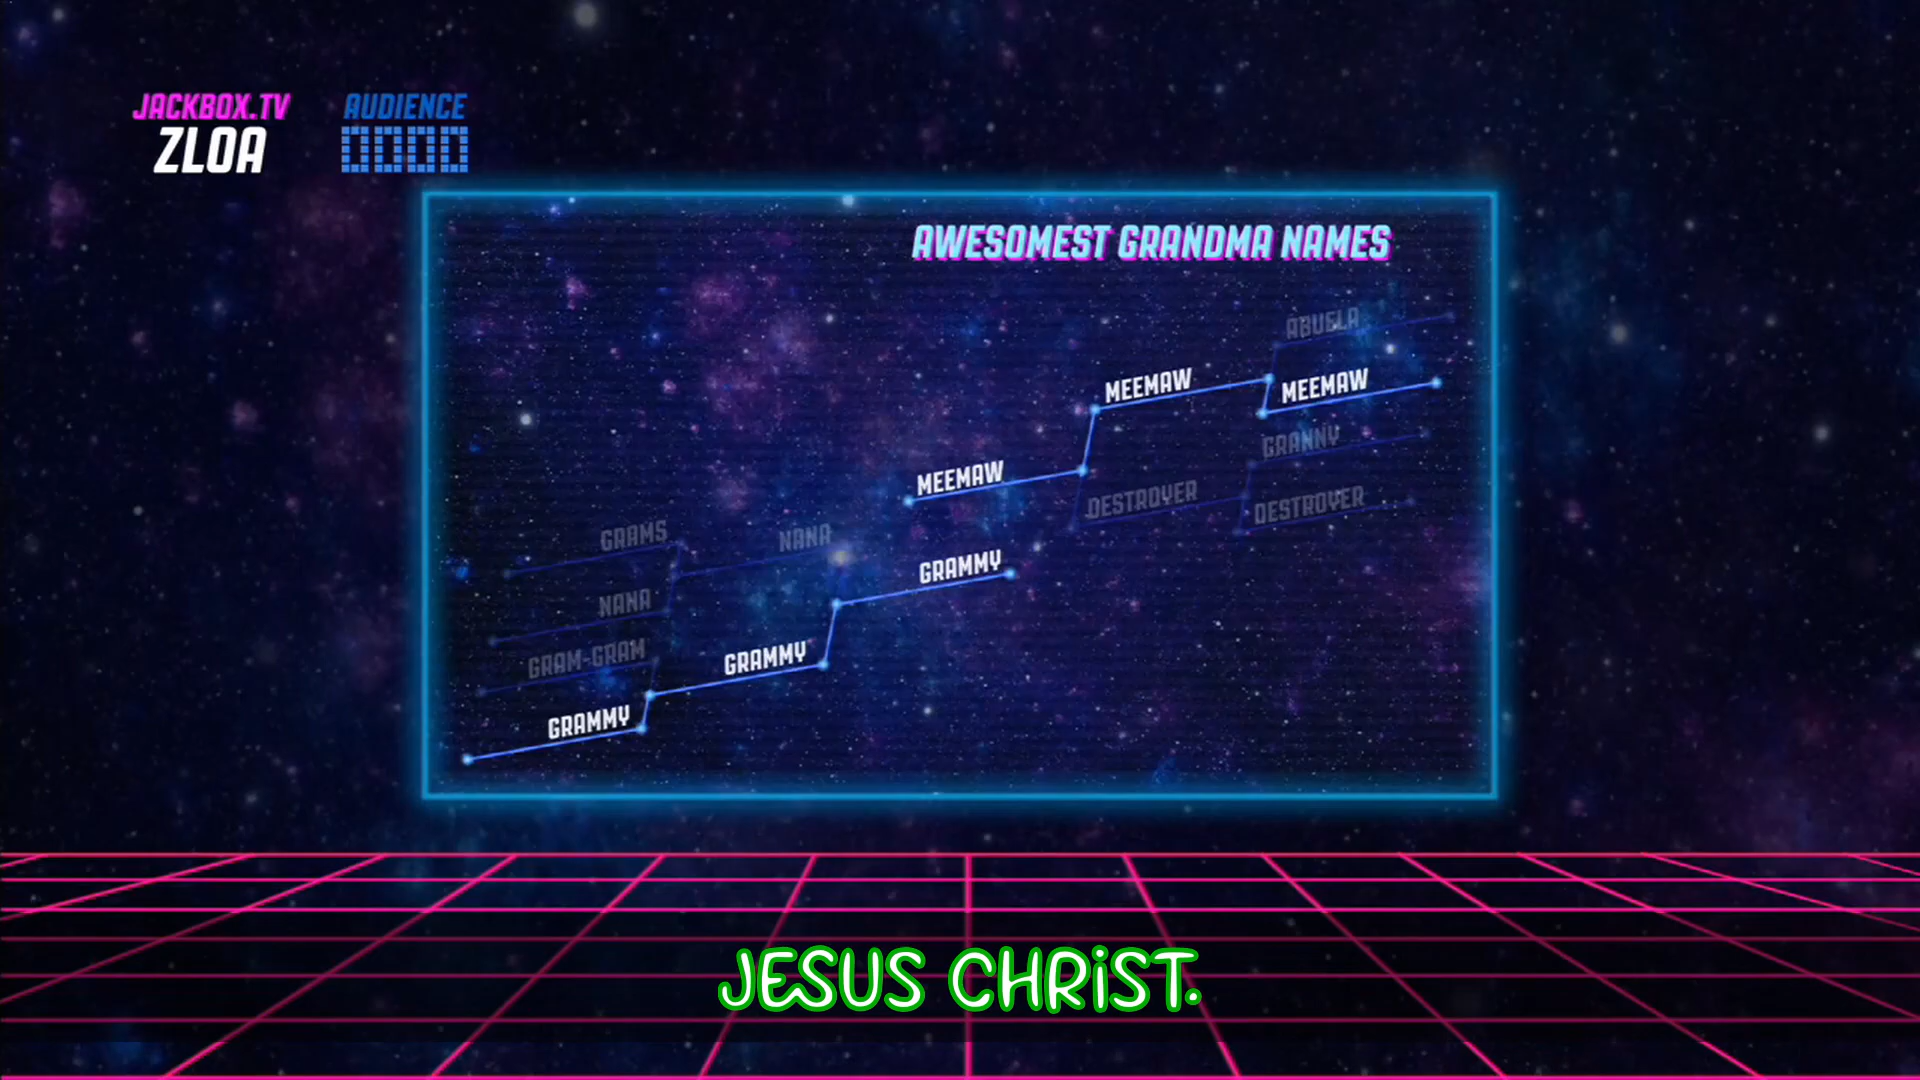 JACKBOX.TV
ZLOA
AUDIENCE
0000
AWESOMEST GRANDMA NAMES
ABUELA
MEEMAW
MEEMAW
GRANNY
MEEMAW
DESTROYER
DESTROYER
GRAMS
NANA
NANA
GRAMMY
GRAM-GRAM
GRAMMY
GRAMMY
JESUS CHRIST.